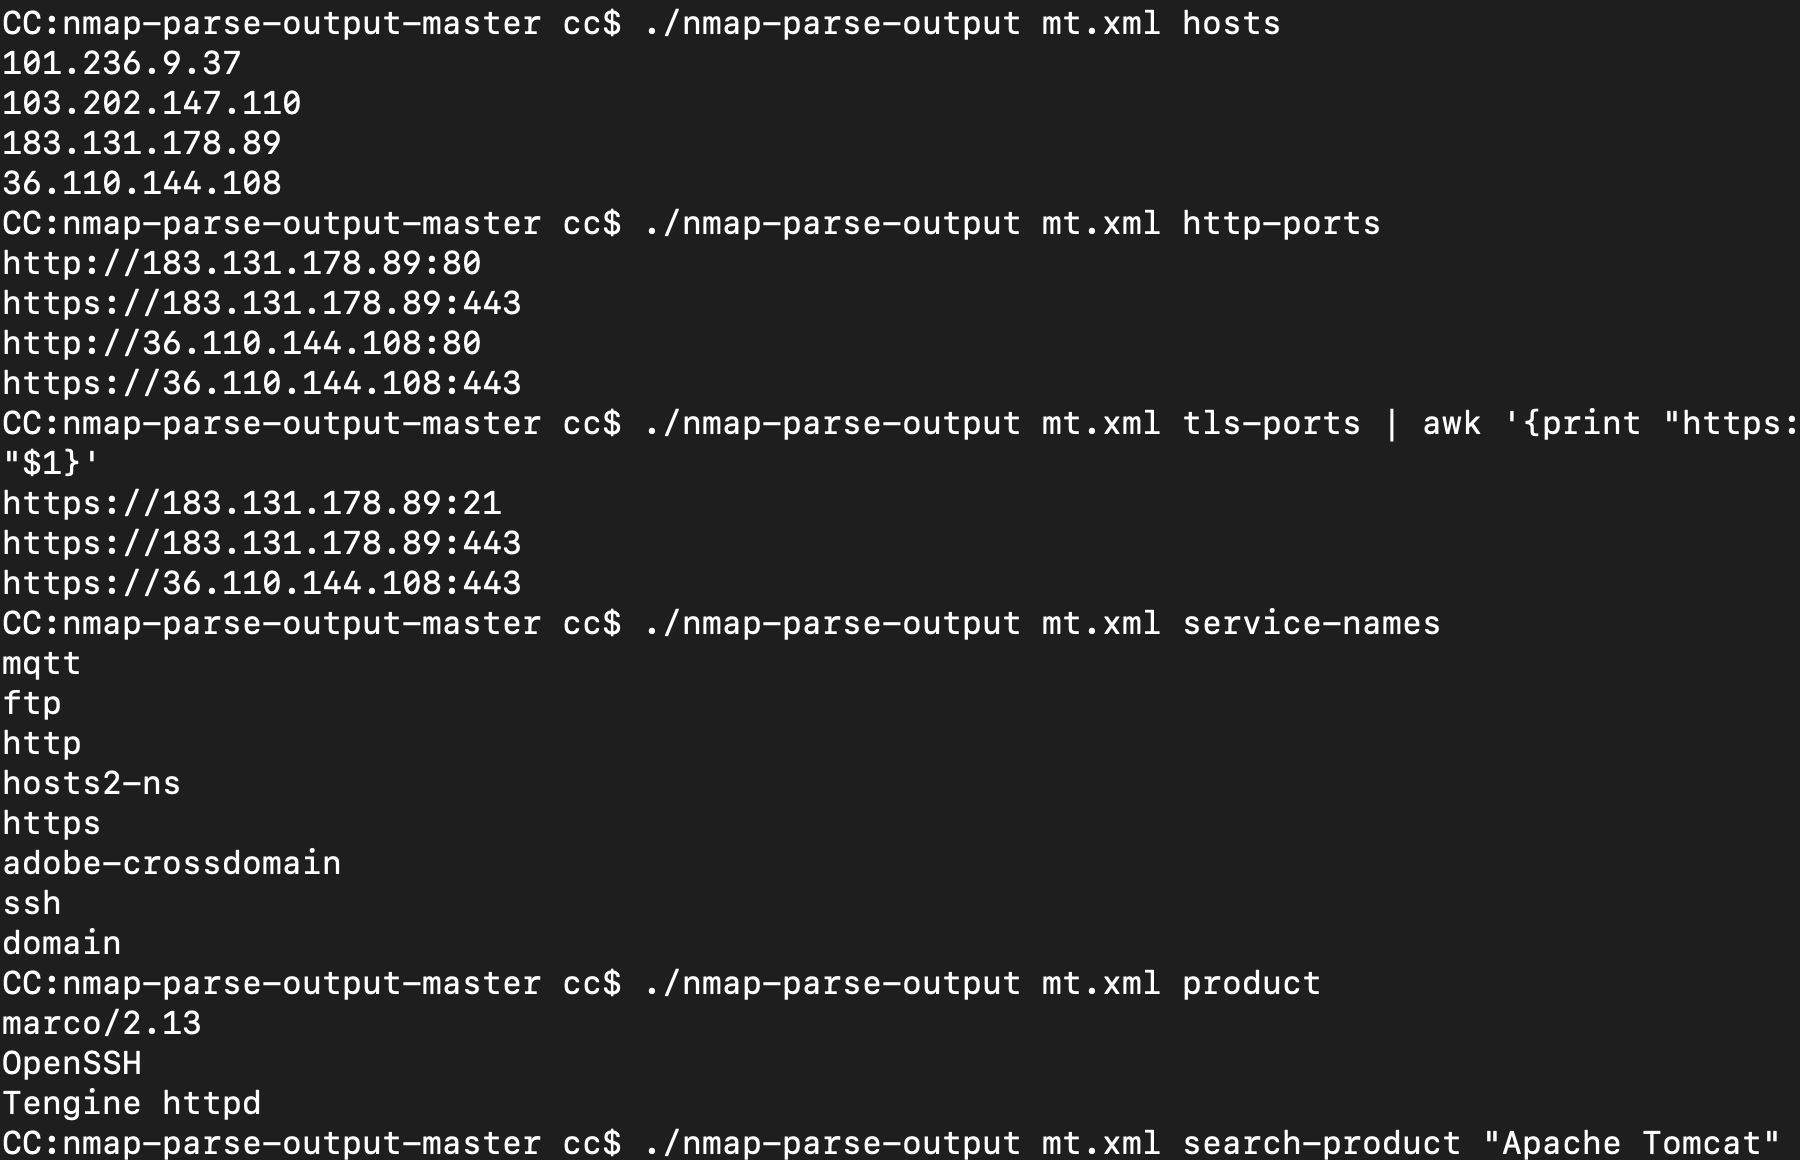 CC:nmap-parse-output-master cc$ ./nmap-parse-output mt.xml hosts
101.236.9.37
103.202.147.110
183.131.178.89
36.110.144.108
CC:nmap-parse-output-master cc$ ./nmap-parse-output mt.xml http-ports
http://183.131.178.89:80
https://183.131.178.89:443
http://36.110.144.108:80
https://36.110.144.108:443
CC:nmap-parse-output-master cc$ ./nmap-parse-output mt.xml tls-ports | awk '{print "https:
"$1}'
https://183.131.178.89:21
https://183.131.178.89:443
https://36.110.144.108:443
CC:nmap-parse-output-master cc$ ./nmap-parse-output mt.xml service-names
mqtt
ftp
http
hosts2-ns
https
adobe-crossdomain
ssh
domain
CC:nmap-parse-output-master cc$ ./nmap-parse-output mt.xml product
marco/2.13
OpenSSH
Tengine httpd
CC:nmap-parse-output-master cc$ ./nmap-parse-output mt.xml search-product "Apache Tomcat"